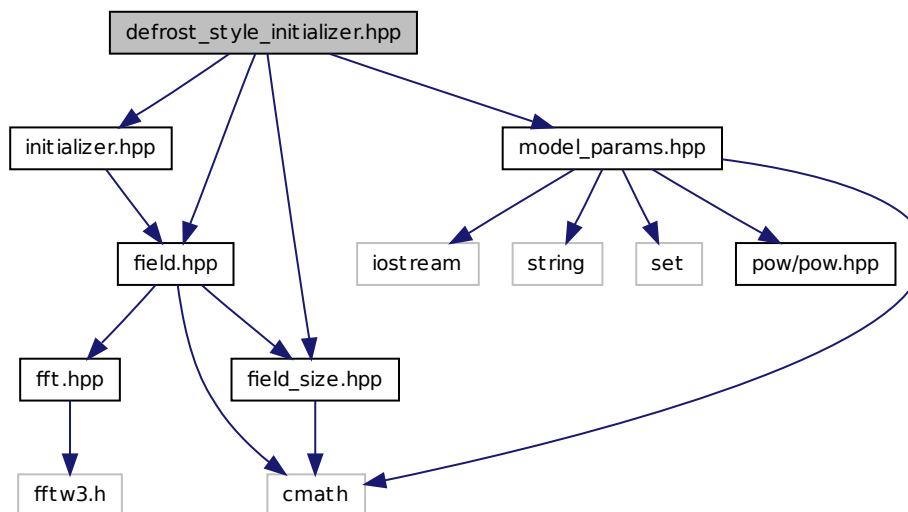 defrost_style_initializer.hpp
initializer.hpp
model_params.hpp
field.hpp
iostream
string
set
pow/pow.hpp
fft.hpp
field_size.hpp
fftw3.h
cmath